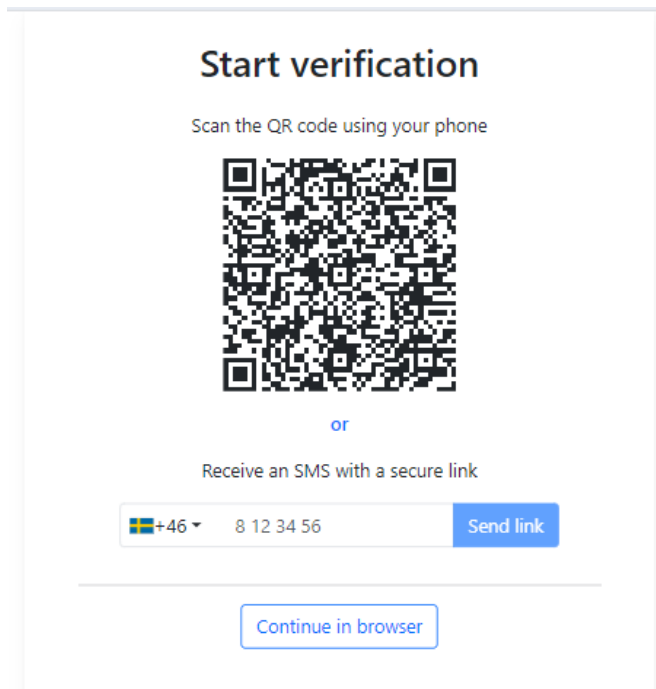 Start verification
Scan the QR code using your phone
or
Receive an SMS with a secure link
+46 8 12 34 56 Send link
Continue in browser